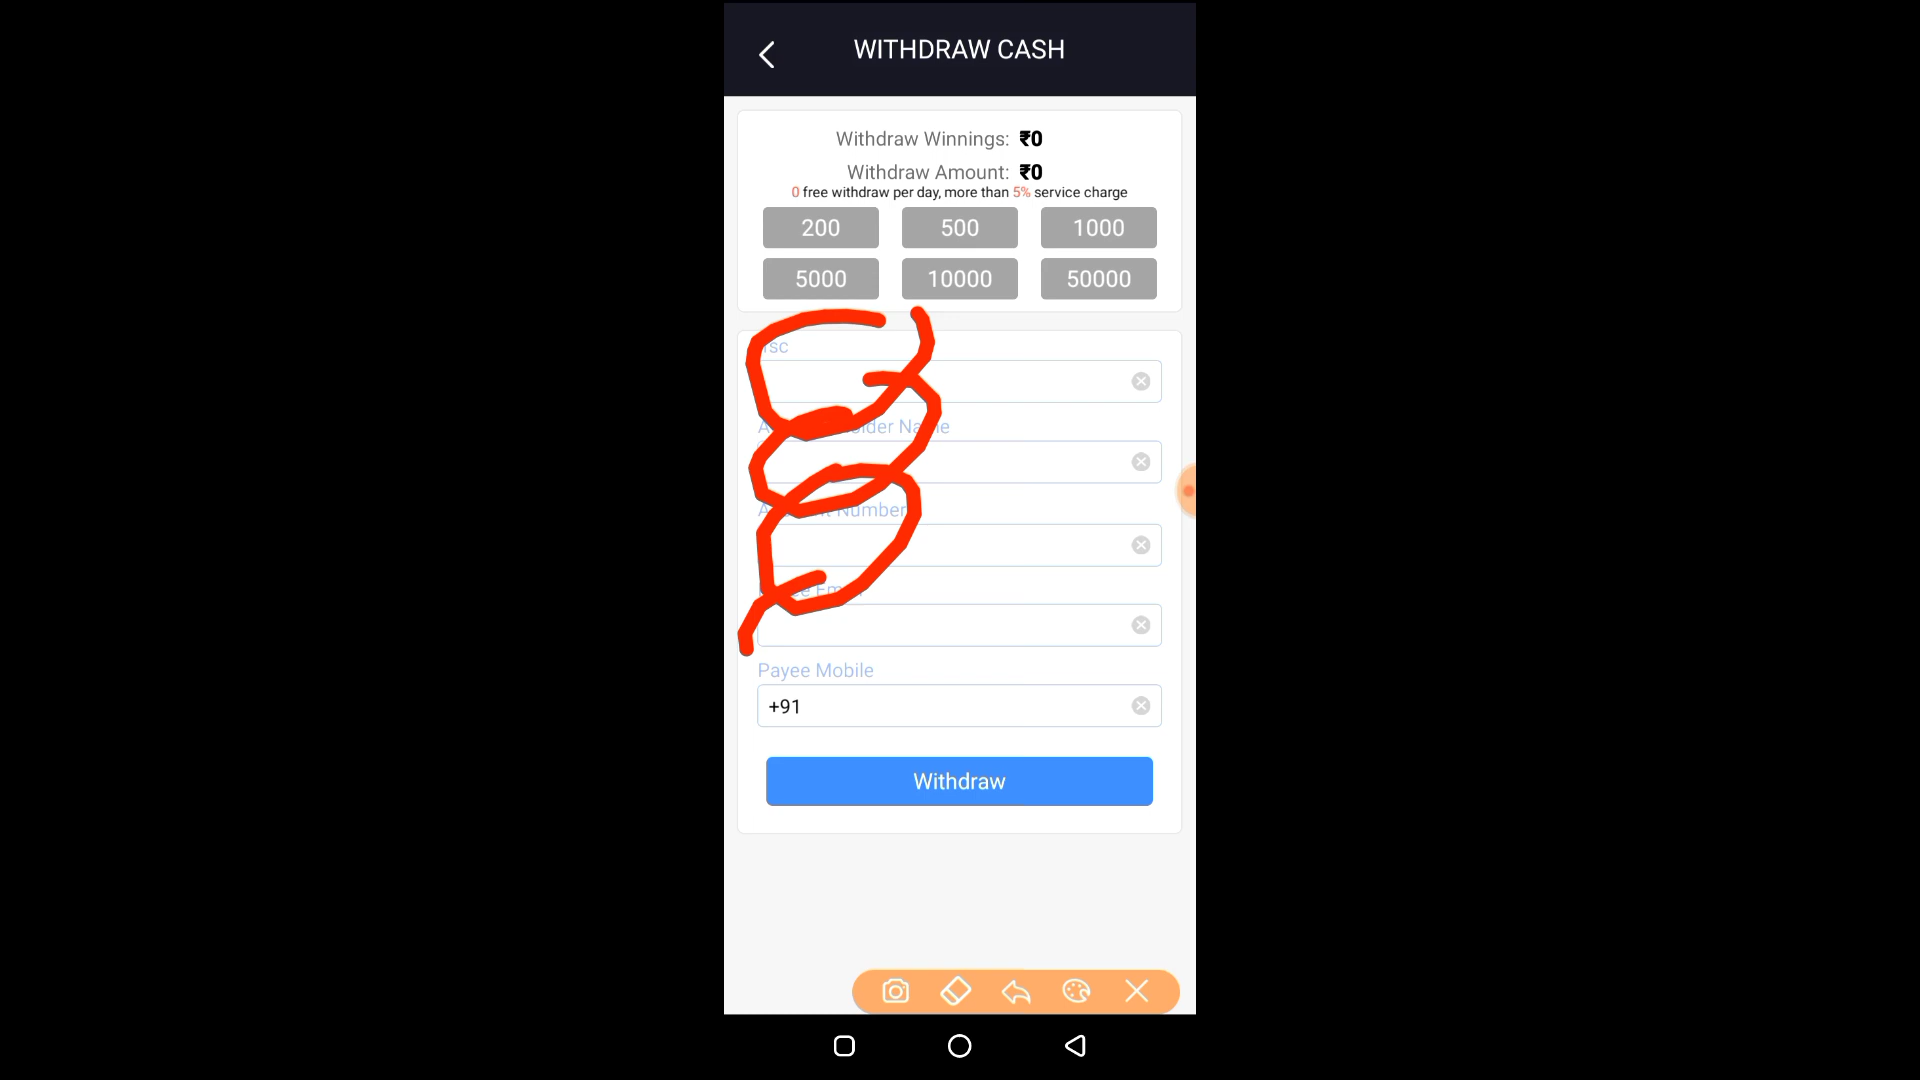 WITHDRAW CASH
Withdraw Winnings: ₹0
Withdraw Amount: ₹0
0 free withdraw per day, more than 5% service charge
200 500 1000
5000 10000 50000
Number
Payee Mobile
+91
Withdraw